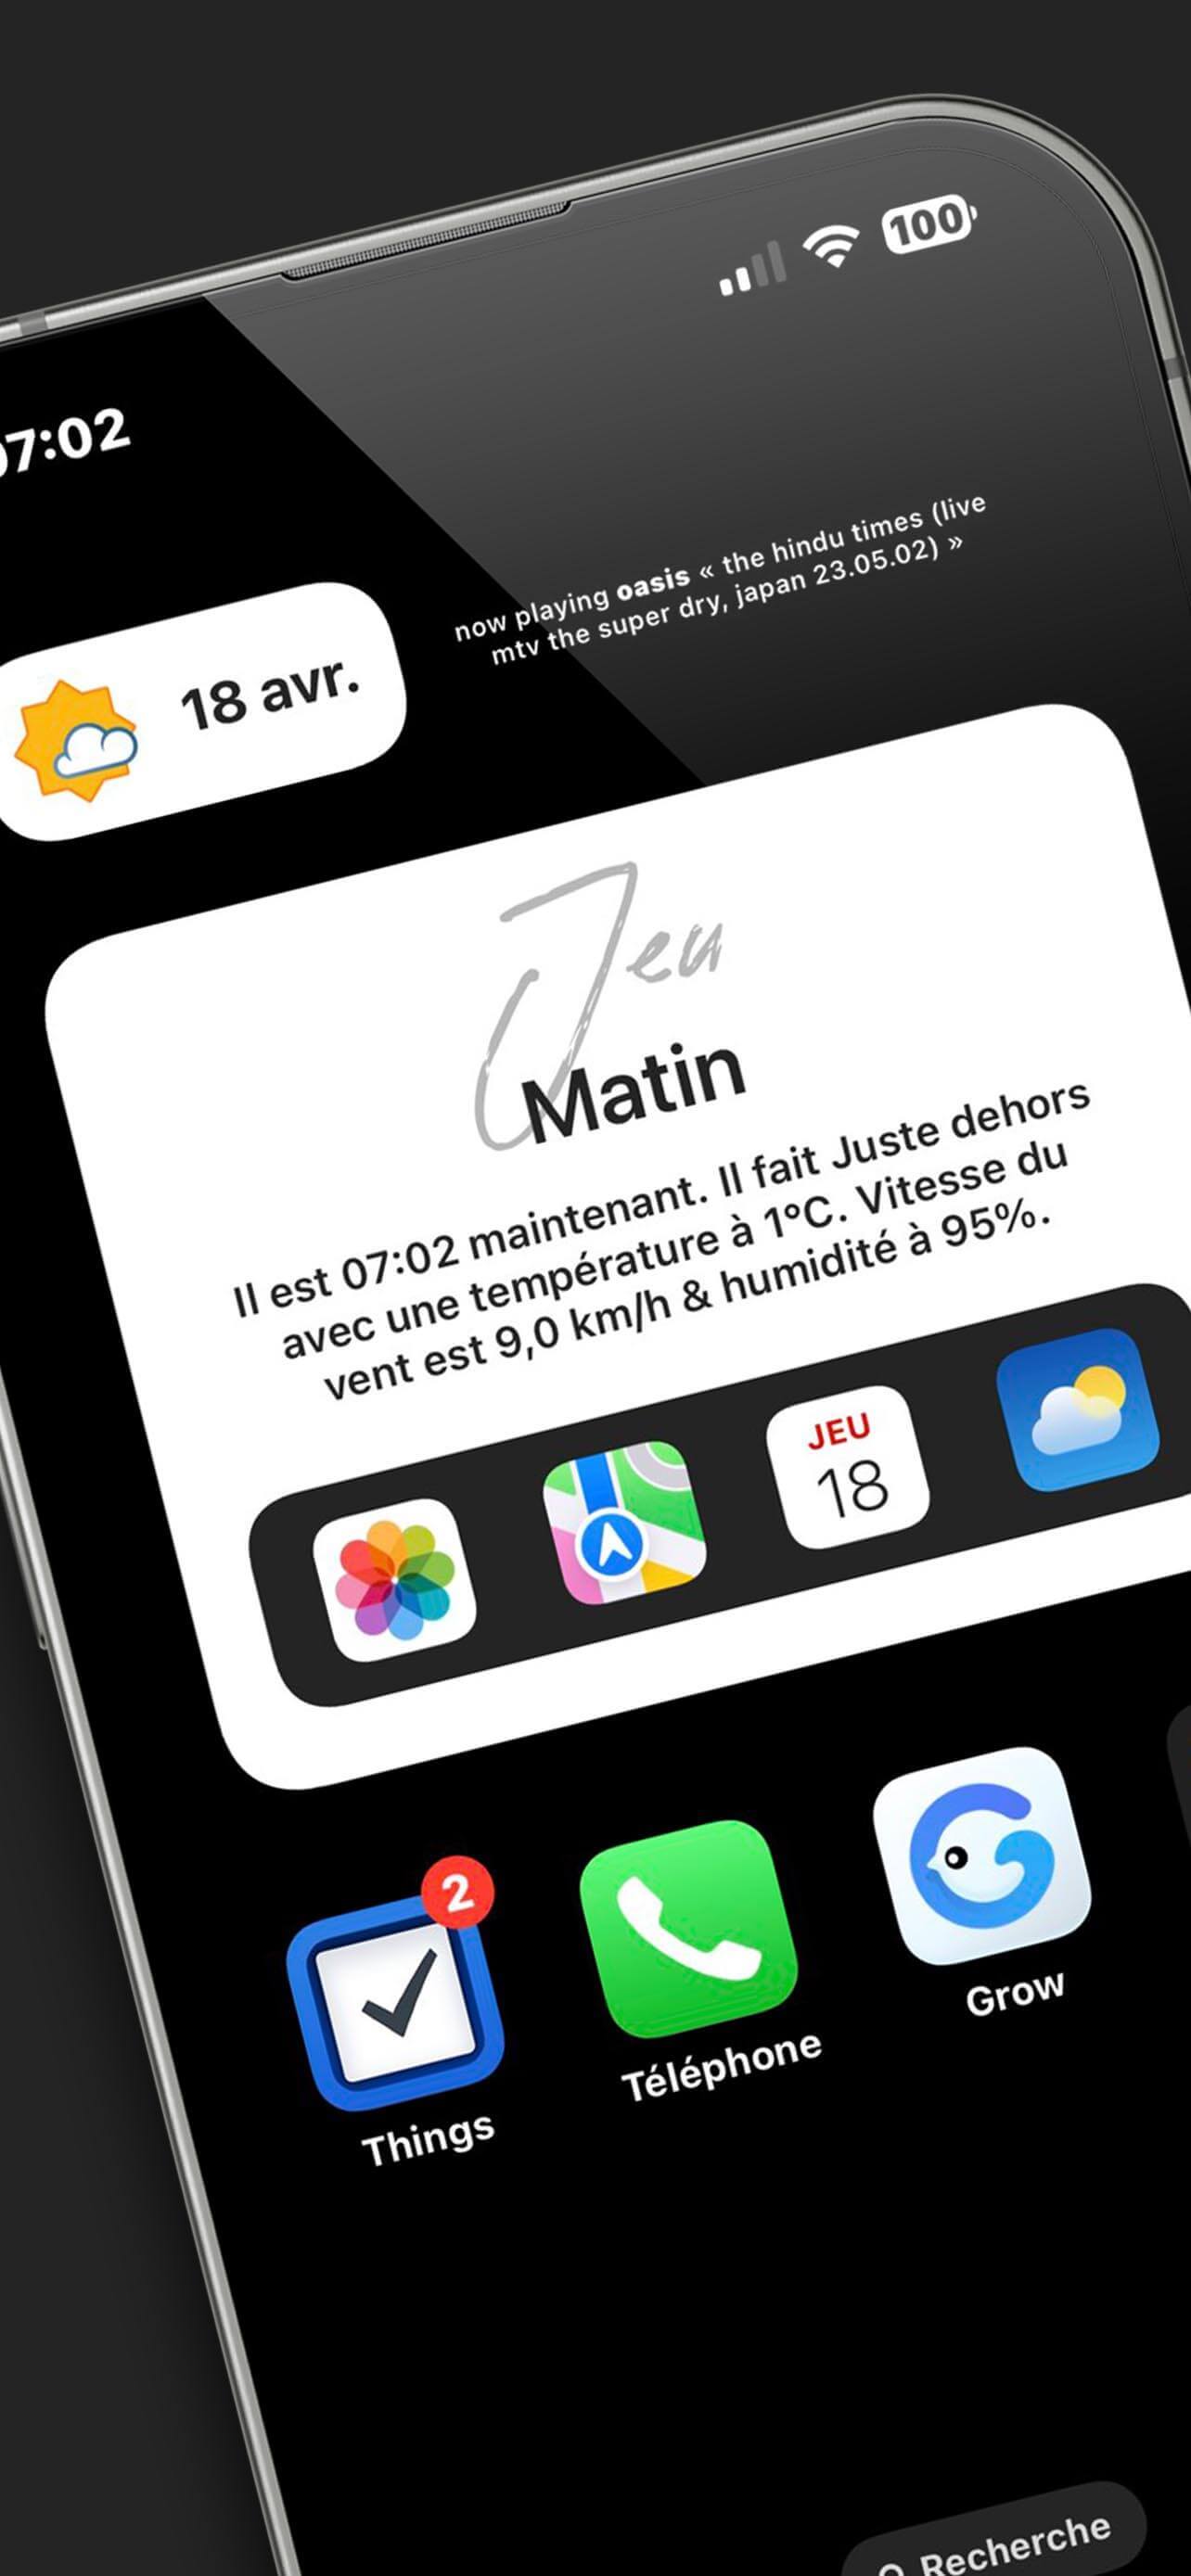 07:02
100
18 avr.
now playing oasis « the hindu times (live
mtv the super dry, japan 23.05.02) »
Jeu
Matin
Il est 07:02 maintenant. Il fait Juste dehors
avec une température à 1°C. Vitesse du
vent est 9,0 km/h & humidité à 95%.
JEU
18
2
Things
Téléphone
Grow
Recherche